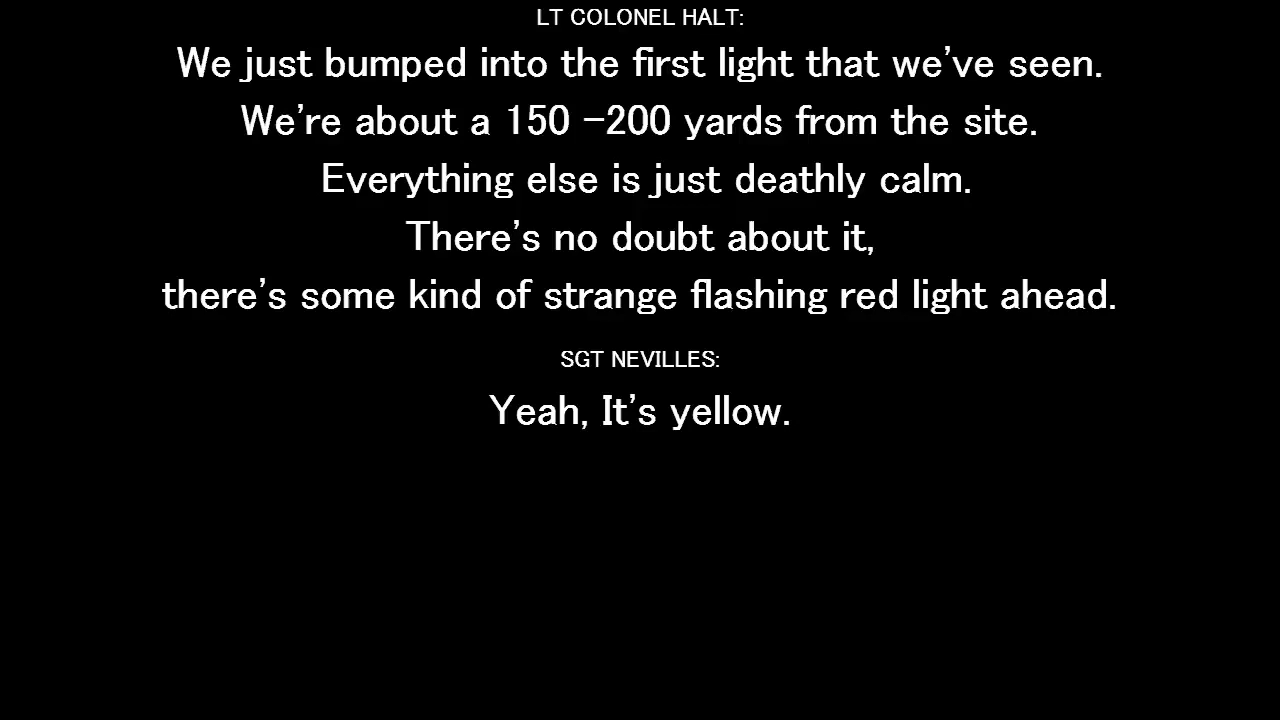 LT COLONEL HALT:
We just bumped into the first light that we've seen.
We're about a 150 -200 yards from the site.
Everything else is just deathly calm.
There's no doubt about it,
there's some kind of strange flashing red light ahead.
SGT NEVILLES:
Yeah, It's yellow.